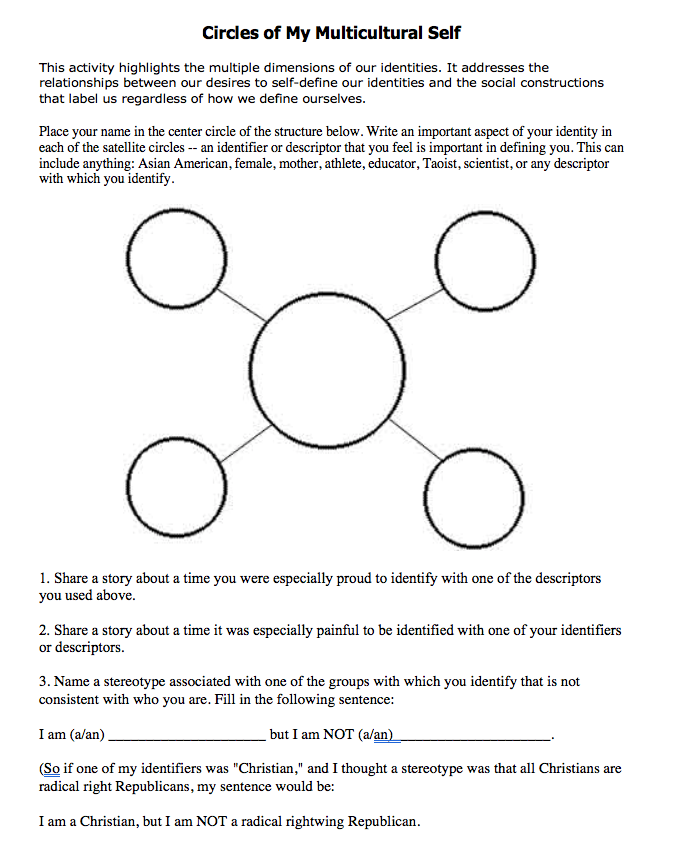 Circles of My Multicultural Self
This activity highlights the multiple dimensions of our identities. It addresses the
relationships between our desires to self-define our identities and the social constructions
that label us regardless of how we define ourselves.
Place your name in the center circle of the structure below. Write an important aspect of your identity in
each of the satellite circles -- an identifier or descriptor that you feel is important in defining you. This can
include anything: Asian American, female, mother, athlete, educator, Taoist, scientist, or any descriptor
with which you identify.
1. Share a story about a time you were especially proud to identify with one of the descriptors
you used above.
2. Share a story about a time it was especially painful to be identified with one of your identifiers
or descriptors.
3. Name a stereotype associated with one of the groups with which you identify that is not
consistent with who you are. Fill in the following sentence:
I am (a/an) _____________________ but I am NOT (a/an)_____________________.
(So if one of my identifiers was "Christian," and I thought a stereotype was that all Christians are
radical right Republicans, my sentence would be:
I am a Christian, but I am NOT a radical rightwing Republican.